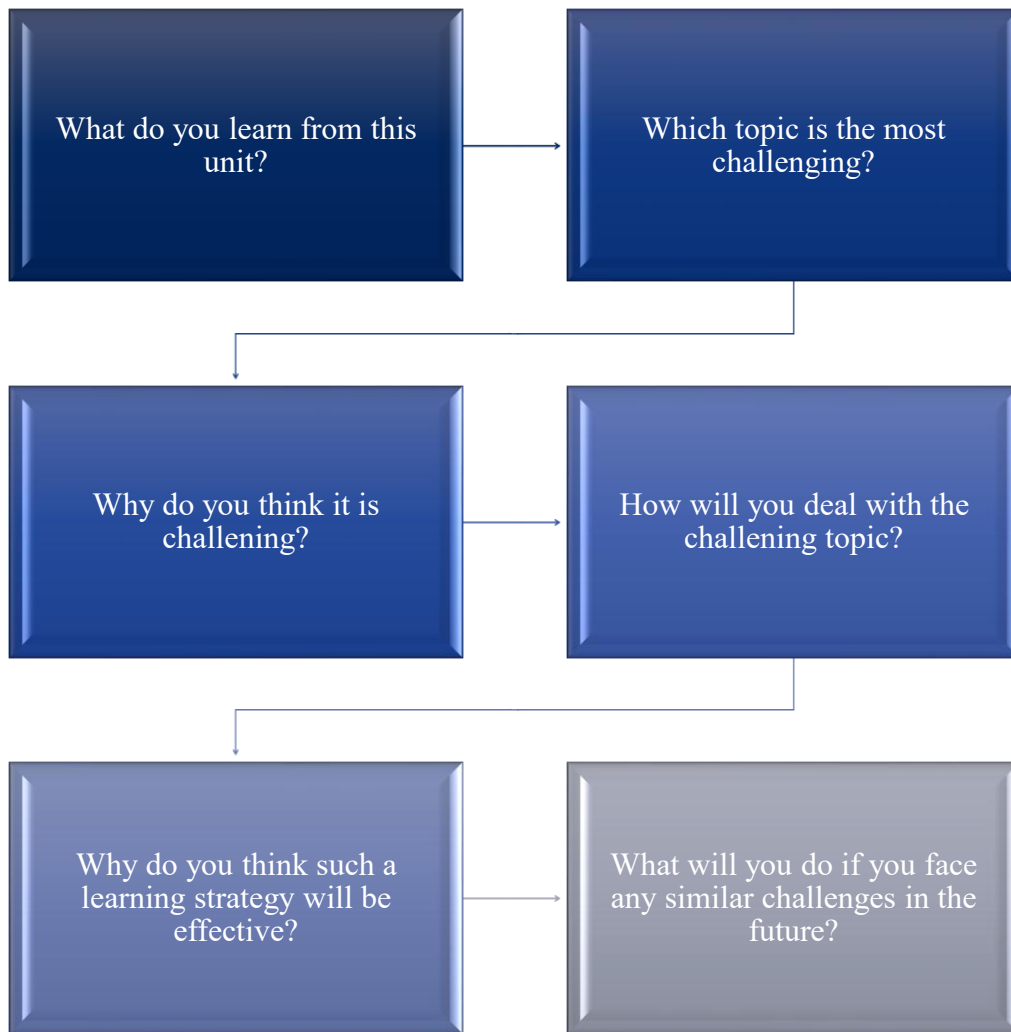 What do you learn from this
unit?
Which topic is the most
challenging?
Why do you think it is
challening?
How will you deal with the
challening topic?
Why do you think such a
learning strategy will be
effective?
What will you do if you face
any similar challenges in the
future?